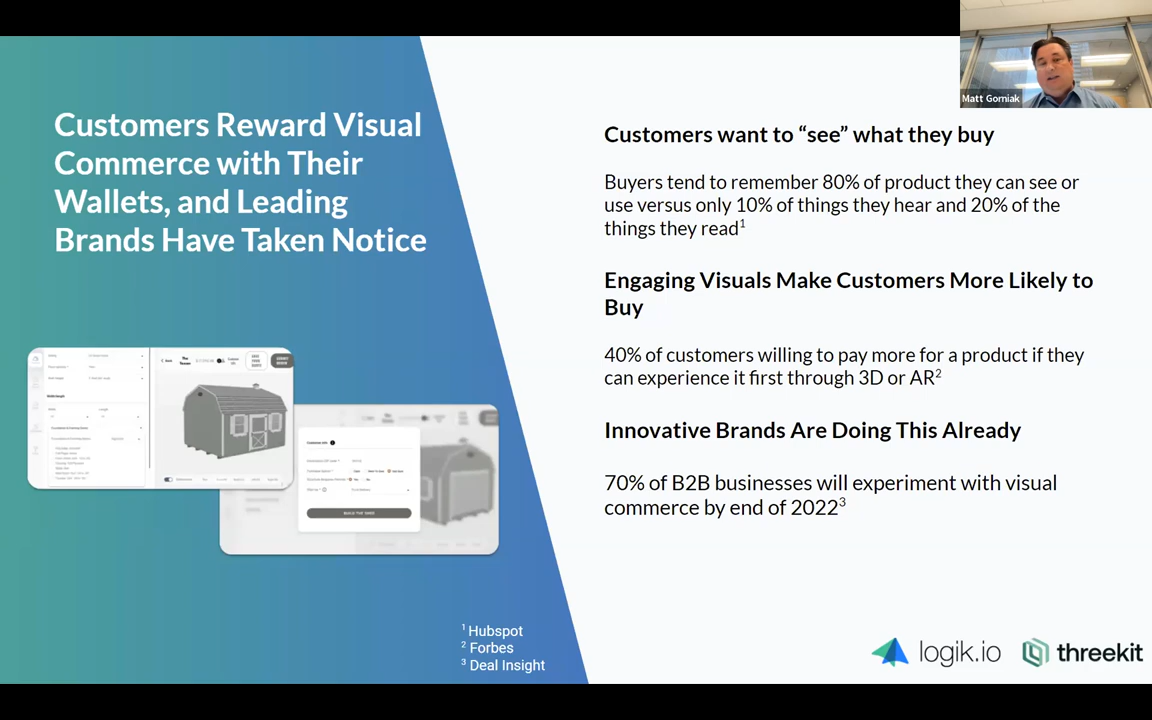 Matt Gorniak
Customers Reward Visual
Commerce with Their
Wallets, and Leading
Brands Have Taken Notice
Customers want to “see” what they buy
Buyers tend to remember 80% of product they can see or
use versus only 10% of things they hear and 20% of the
things they read1
Engaging Visuals Make Customers More Likely to
Buy
40% of customers willing to pay more for a product if they
can experience it first through 3D or AR2
Innovative Brands Are Doing This Already
70% of B2B businesses will experiment with visual
commerce by end of 20223
1 Hubspot
2 Forbes
3 Deal Insight
logik.io
threekit